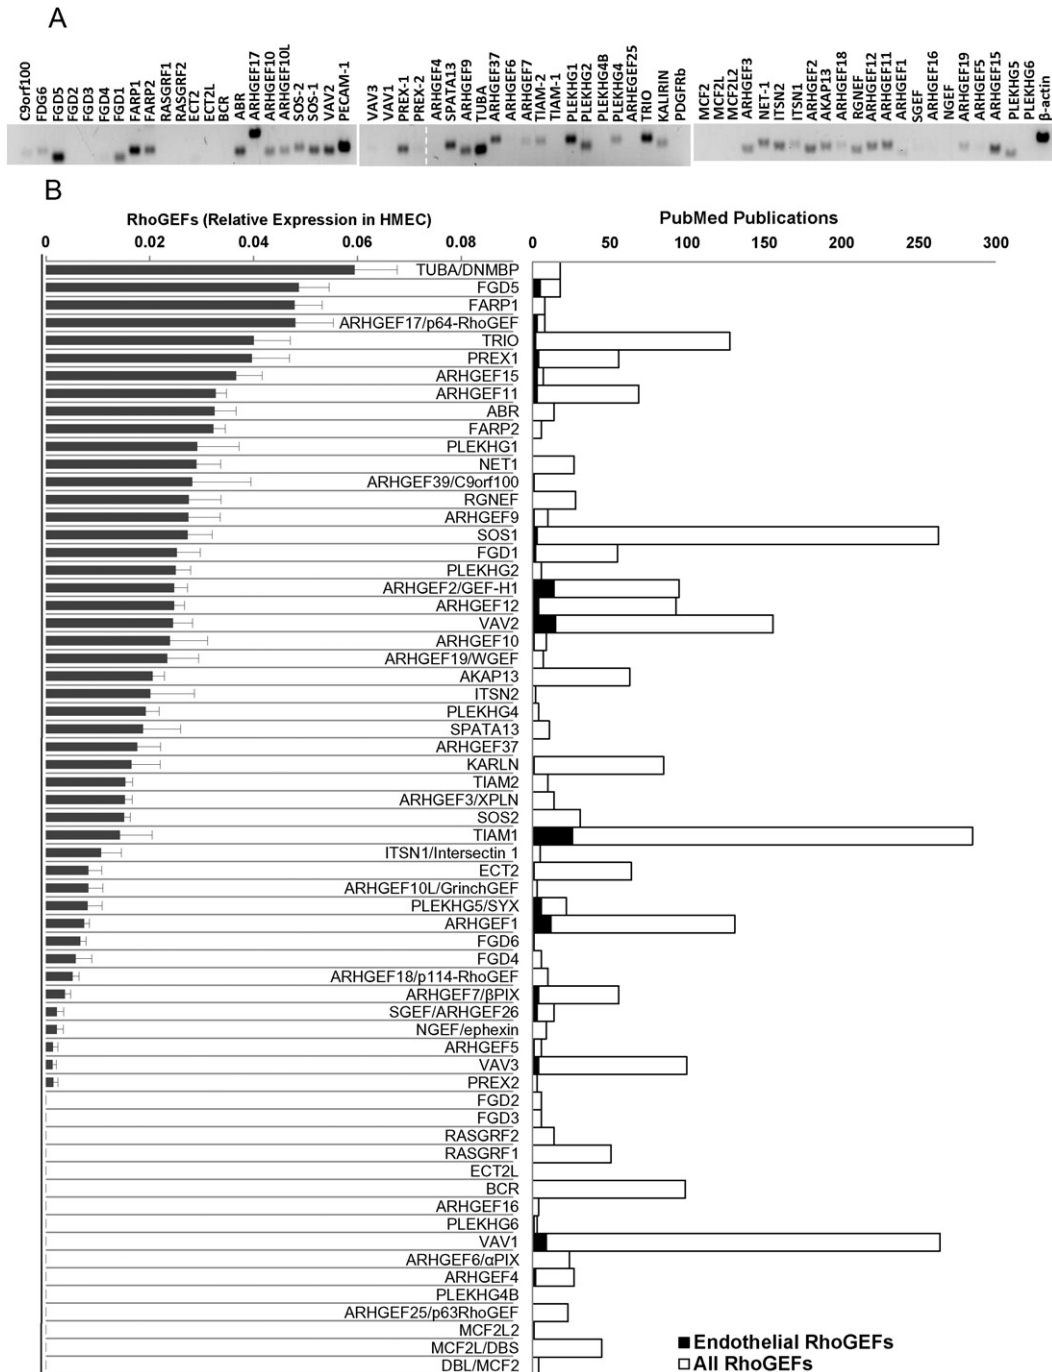 A
C9orf100 FDG6 FGD5 FGD2 FGD3 FGD4 FGD1 FARP1 FARP2 RASGRF1 RASGRF2 ECT2 ECT2L BCR ABR ARHGEF17 ARHGEF10 ARHGEF10L SOS-2 SOS-1 VAV2 PECAM-1 VAV3 VAV1 PREX-1 PREX-2 ARHGEF4 SPATA13 ARHGEF9 TUBA ARHGEF37 ARHGEF6 ARHGEF7 TIAM-2 TIAM-1 PLEKHG1 PLEKHG2 PLEKHG4B PLEKHG4 ARHEGEF25 TRIO KALIRIN PDGFRb MCF2 MCF2L MCF2L2 ARHGEF3 NET-1 ITSN2 ITSN1 ARHGEF2 AKAP13 ARHGEF18 RGNEF ARHGEF12 ARHGEF11 ARHGEF1 SGEF ARHGEF16 NGEF ARHGEF19 ARHGEF5 ARHGEF15 PLEKHG5 PLEKHG6 β-actin
B
RhoGEFs (Relative Expression in HMEC) PubMed Publications
0 0.02 0.04 0.06 0.08 0 50 100 150 200 250 300
TUBA/DNMBP
FGD5
FARP1
ARHGEF17/p64-RhoGEF
TRIO
PREX1
ARHGEF15
ARHGEF11
ABR
FARP2
PLEKHG1
NET1
ARHGEF39/C9orf100
RGNEF
ARHGEF9
SOS1
FGD1
PLEKHG2
ARHGEF2/GEF-H1
ARHGEF12
VAV2
ARHGEF10
ARHGEF19/WGEF
AKAP13
ITSN2
PLEKHG4
SPATA13
ARHGEF37
KARLN
TIAM2
ARHGEF3/XPLN
SOS2
TIAM1
ITSN1/Intersectin 1
ECT2
ARHGEF10L/GrinchGEF
PLEKHG5/SYX
ARHGEF1
FGD6
FGD4
ARHGEF18/p114-RhoGEF
ARHGEF7/βPIX
SGEF/ARHGEF26
NGEF/ephexin
ARHGEF5
VAV3
PREX2
FGD2
FGD3
RASGRF2
RASGRF1
ECT2L
BCR
ARHGEF16
PLEKHG6
VAV1
ARHGEF6/αPIX
ARHGEF4
PLEKHG4B
ARHGEF25/p63RhoGEF
MCF2L2
MCF2L/DBS
DBL/MCF2
Endothelial RhoGEFs
All RhoGEFs